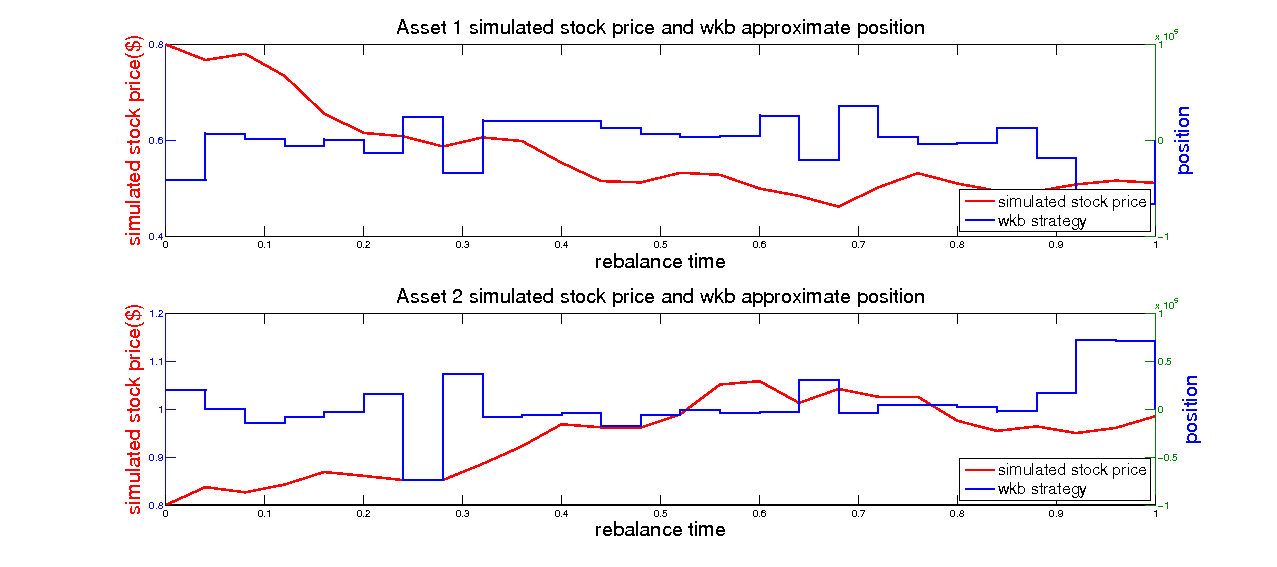 Asset 1 simulated stock price and wkb approximate position
x 10^5
simulated stock price($)
0.8
0.6
0.4
1
0
-1
position
0 0.1 0.2 0.3 0.4 0.5 0.6 0.7 0.8 0.9 1
rebalance time
simulated stock price
wkb strategy
Asset 2 simulated stock price and wkb approximate position
x 10^5
simulated stock price($)
1.2
1.1
1
0.9
0.8
1
0.5
0
-0.5
-1
position
0 0.1 0.2 0.3 0.4 0.5 0.6 0.7 0.8 0.9 1
rebalance time
simulated stock price
wkb strategy